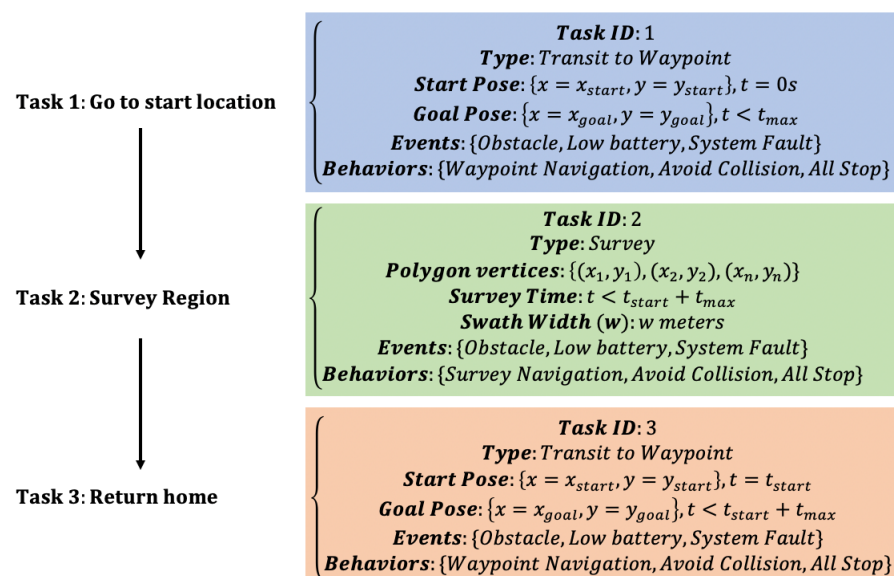 Task ID: 1
Type: Transit to Waypoint
Task 1: Go to start location
Start Pose: {x = x_start, y = y_start}, t = 0s
Goal Pose: {x = x_goal, y = y_goal}, t < t_max
Events: {Obstacle, Low battery, System Fault}
Behaviors: {Waypoint Navigation, Avoid Collision, All Stop}
Task ID: 2
Type: Survey
Polygon vertices: {(x_1, y_1), (x_2, y_2), (x_n, y_n)}
Task 2: Survey Region
Survey Time: t < t_start + t_max
Swath Width (w): w meters
Events: {Obstacle, Low battery, System Fault}
Behaviors: {Survey Navigation, Avoid Collision, All Stop}
Task ID: 3
Type: Transit to Waypoint
Start Pose: {x = x_start, y = y_start}, t = t_start
Task 3: Return home
Goal Pose: {x = x_goal, y = y_goal}, t < t_start + t_max
Events: {Obstacle, Low battery, System Fault}
Behaviors: {Waypoint Navigation, Avoid Collision, All Stop}